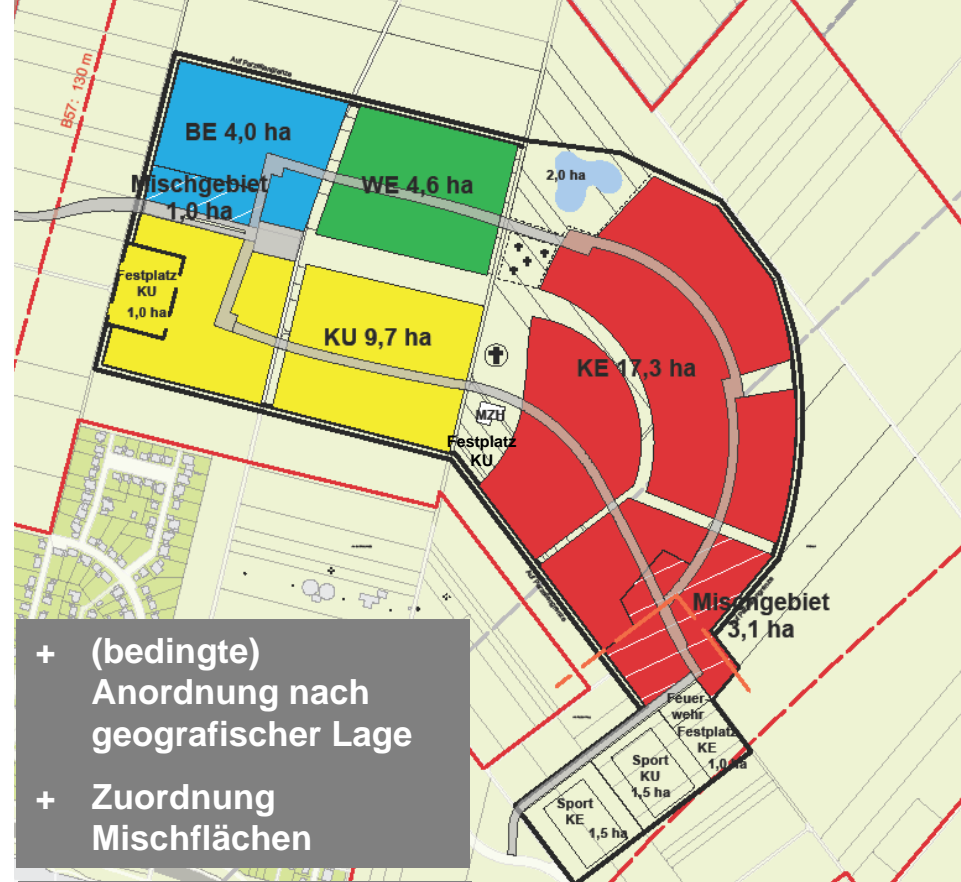 Auf Parzellengrenze
B57: 130 m
BE 4,0 ha
Mischgebiet
1,0 ha
WE 4,6 ha
2,0 ha
Festplatz
KU
1,0 ha
KU 9,7 ha
KE 17,3 ha
MZH
Festplatz
KU
Mischgebiet
3,1 ha
Feuer-
wehr
Festplatz
KE
1,0 ha
Sport
KU
1,5 ha
Sport
KE
1,5 ha
+ (bedingte)
Anordnung nach
geografischer Lage
+ Zuordnung
Mischflächen